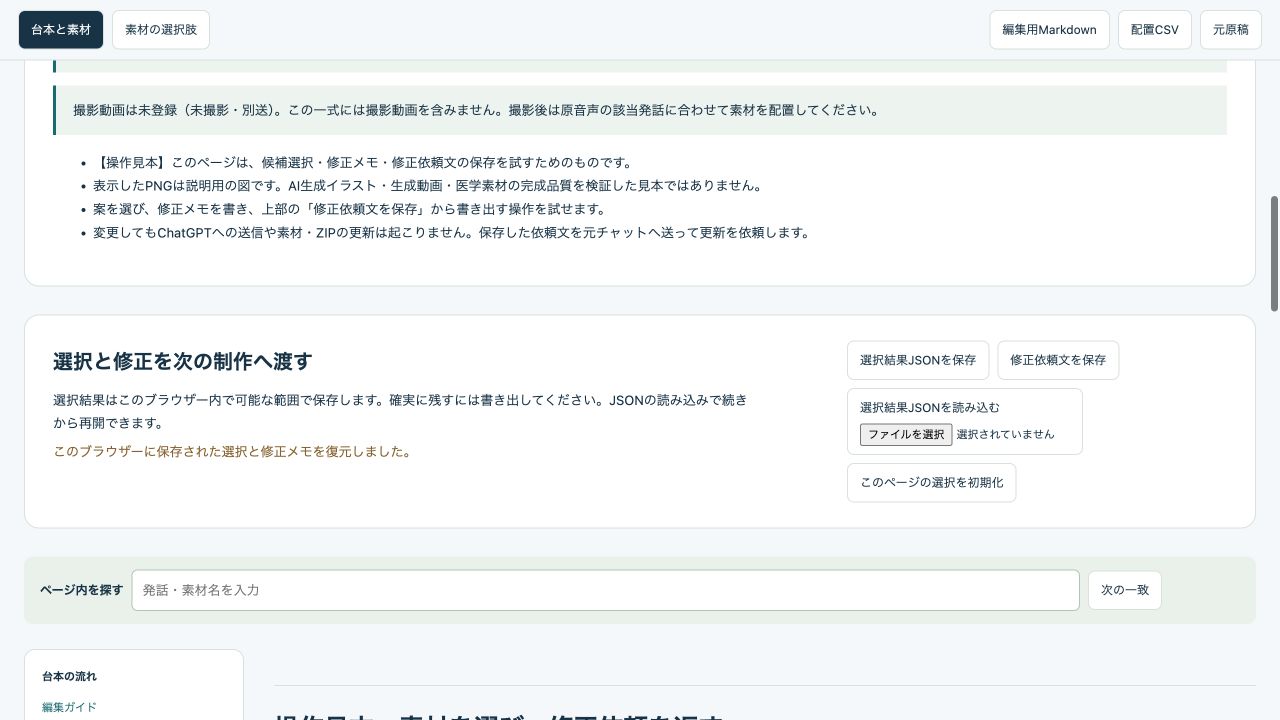 台本と素材
素材の選択肢
編集用Markdown
配置CSV
元原稿
撮影動画は未登録（未撮影・別送）。この一式には撮影動画を含みません。撮影後は原音声の該当発話に合わせて素材を配置してください。
• 【操作見本】このページは、候補選択・修正メモ・修正依頼文の保存を試すためのものです。
• 表示したPNGは説明用の図です。AI生成イラスト・生成動画・医学素材の完成品質を検証した見本ではありません。
• 案を選び、修正メモを書き、上部の「修正依頼文を保存」から書き出す操作を試せます。
• 変更してもChatGPTへの送信や素材・ZIPの更新は起こりません。保存した依頼文を元チャットへ送って更新を依頼します。
選択と修正を次の制作へ渡す
選択結果はこのブラウザー内で可能な範囲で保存します。確実に残すには書き出してください。JSONの読み込みで続き
から再開できます。
このブラウザーに保存された選択と修正メモを復元しました。
選択結果JSONを保存
修正依頼文を保存
選択結果JSONを読み込む
ファイルを選択 選択されていません
このページの選択を初期化
ページ内を探す
発話・素材名を入力
次の一致
台本の流れ
編集ガイド
操作見本：素材を選び、修正依頼を返す